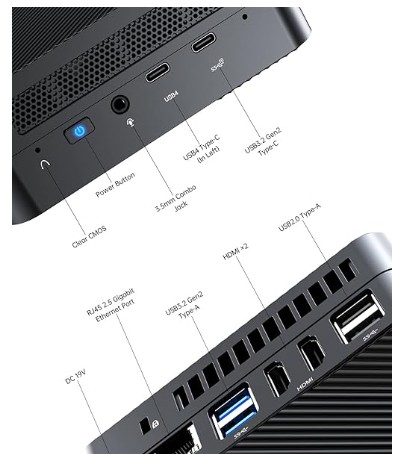 USB4
Clear CMOS
Power Button
3.5mm Combo
Jack
USB4 Type-C
(In Left)
USB3.2 Gen2
Type-C
DC 19V
RJ45 2.5 Gigabit
Ethernet Port
USB3.2 Gen2
Type-A
HDMI ×2
USB2.0 Type-A
HDMI